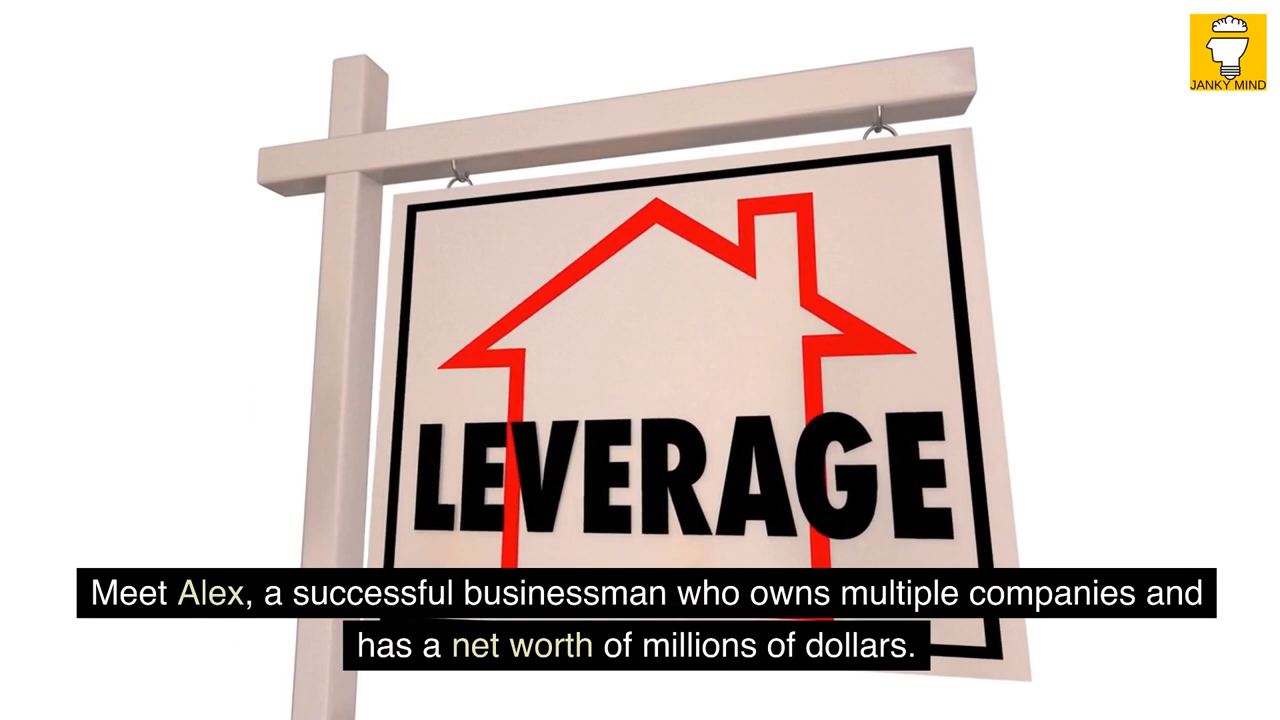 JANKY MIND
LEVERAGE
Meet Alex, a successful businessman who owns multiple companies and
has a net worth of millions of dollars.